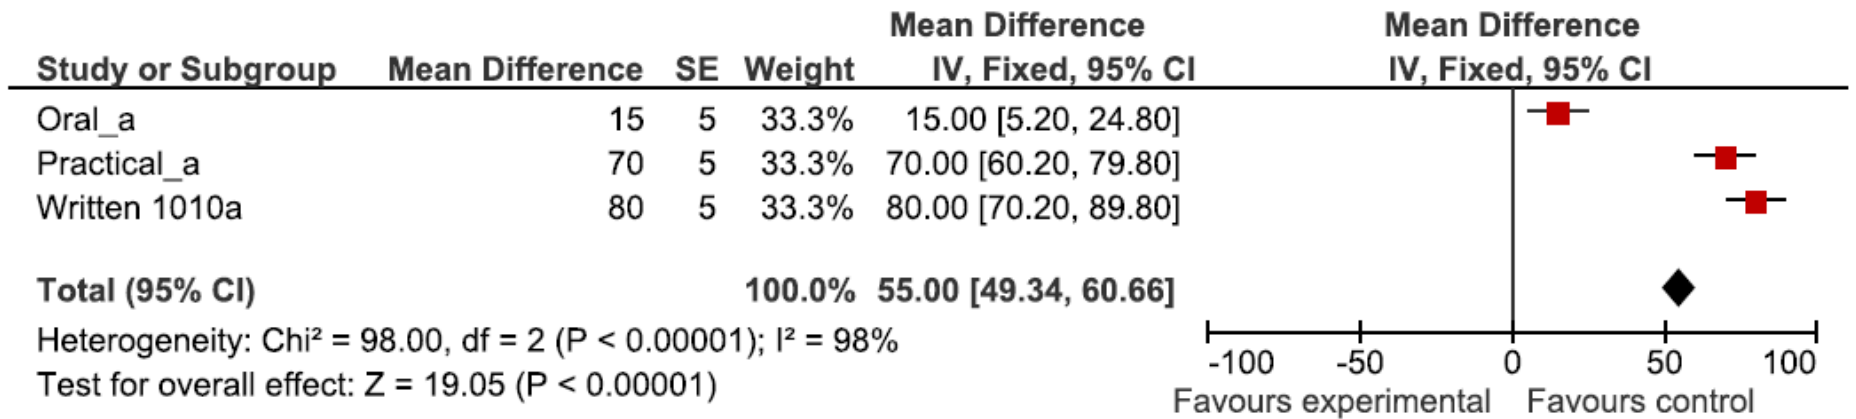 Mean Difference Mean Difference
Study or Subgroup Mean Difference SE Weight IV, Fixed, 95% CI IV, Fixed, 95% CI
Oral_a 15 5 33.3% 15.00 [5.20, 24.80]
Practical_a 70 5 33.3% 70.00 [60.20, 79.80]
Written 1010a 80 5 33.3% 80.00 [70.20, 89.80]
Total (95% CI) 100.0% 55.00 [49.34, 60.66]
Heterogeneity: Chi² = 98.00, df = 2 (P < 0.00001); I² = 98%
-100 -50 0 50 100
Test for overall effect: Z = 19.05 (P < 0.00001)
Favours experimental Favours control